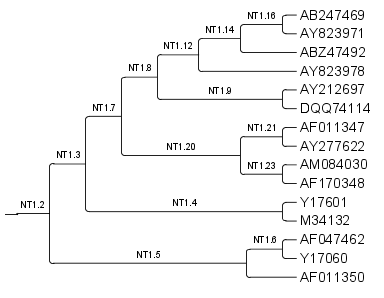 NT1.16 AB247469
NT1.14 AY823971
NT1.12 ABZ47492
NT1.8 AY823978
NT1.9 AY212697
DQQ74114
NT1.7
NT1.21 AF011347
AY277622
NT1.20
NT1.23 AM084030
AF170348
NT1.3
NT1.4 Y17601
M34132
NT1.2
NT1.6 AF047462
Y17060
NT1.5
AF011350